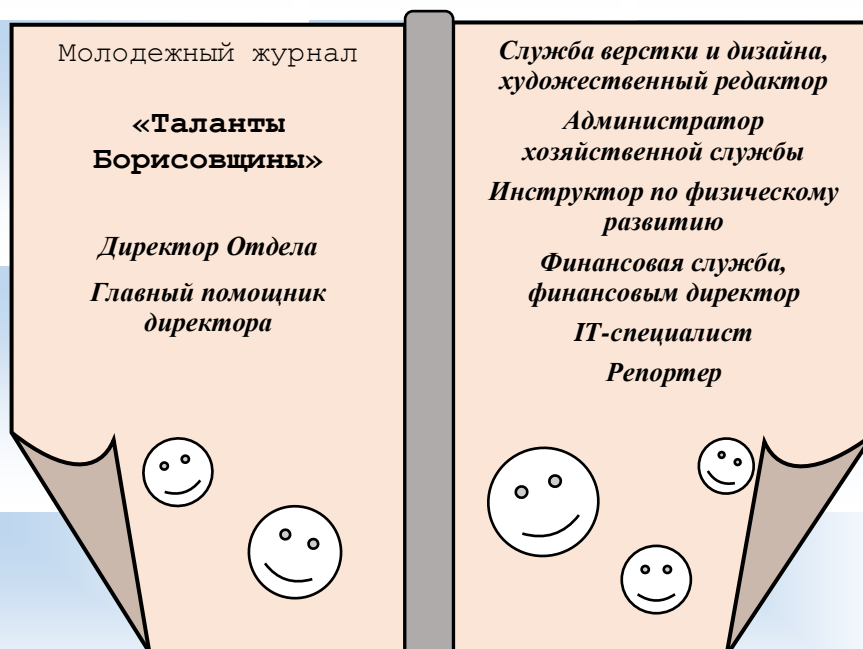 Молодежный журнал
«Таланты
Борисовщины»
Директор Отдела
Главный помощник
директора
Служба верстки и дизайна,
художественный редактор
Администратор
хозяйственной службы
Инструктор по физическому
развитию
Финансовая служба,
финансовым директор
IT-специалист
Репортер